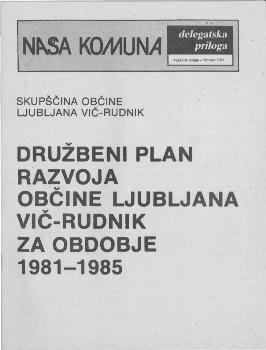 NAŠA KOMUNA
delegatska
priloga
SKUPŠČINA OBČINE
LJUBLJANA VIČ-RUDNIK
DRUŽBENI PLAN
RAZVOJA
OBČINE LJUBLJANA
VIČ-RUDNIK
ZA OBDOBJE
1981–1985